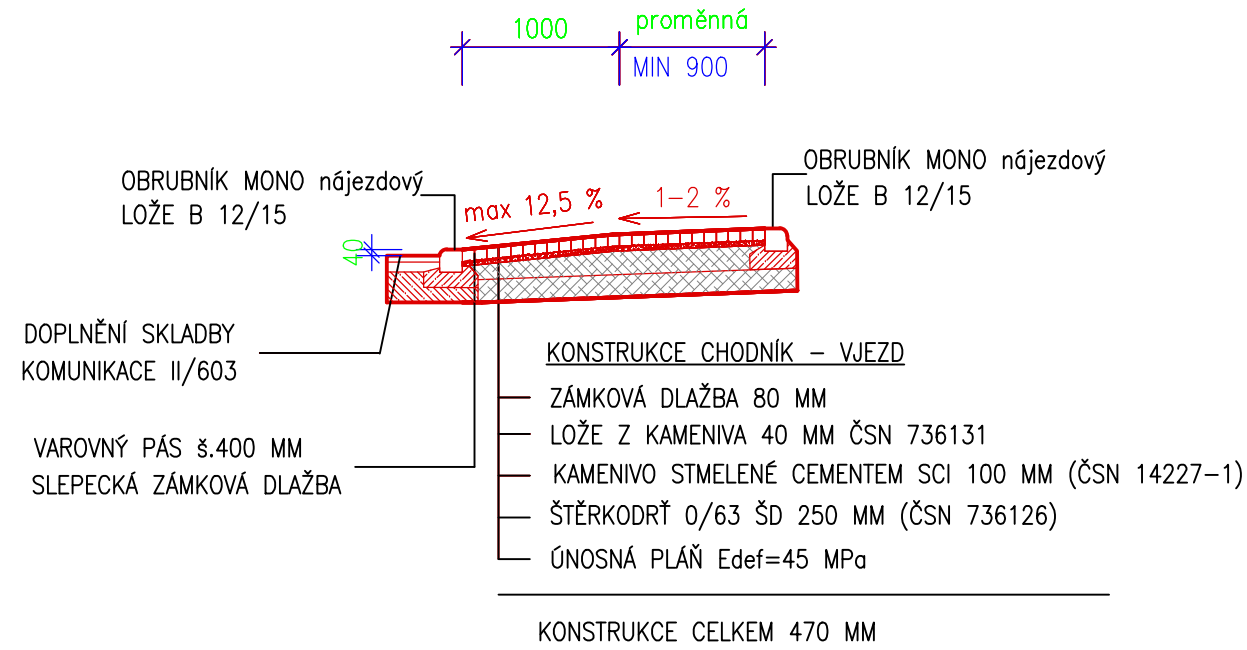 1000
proměnná
MIN 900
OBRUBNÍK MONO nájezdový
LOŽE B 12/15
OBRUBNÍK MONO nájezdový
LOŽE B 12/15
max 12,5 %
1-2 %
40
DOPLNĚNÍ SKLADBY
KOMUNIKACE II/603
VAROVNÝ PÁS š.400 MM
SLEPECKÁ ZÁMKOVÁ DLAŽBA
KONSTRUKCE CHODNÍK – VJEZD
ZÁMKOVÁ DLAŽBA 80 MM
LOŽE Z KAMENIVA 40 MM ČSN 736131
KAMENIVO STMELENÉ CEMENTEM SCI 100 MM (ČSN 14227-1)
ŠTĚRKODRŤ 0/63 ŠD 250 MM (ČSN 736126)
ÚNOSNÁ PLÁŇ Edef=45 MPa
KONSTRUKCE CELKEM 470 MM